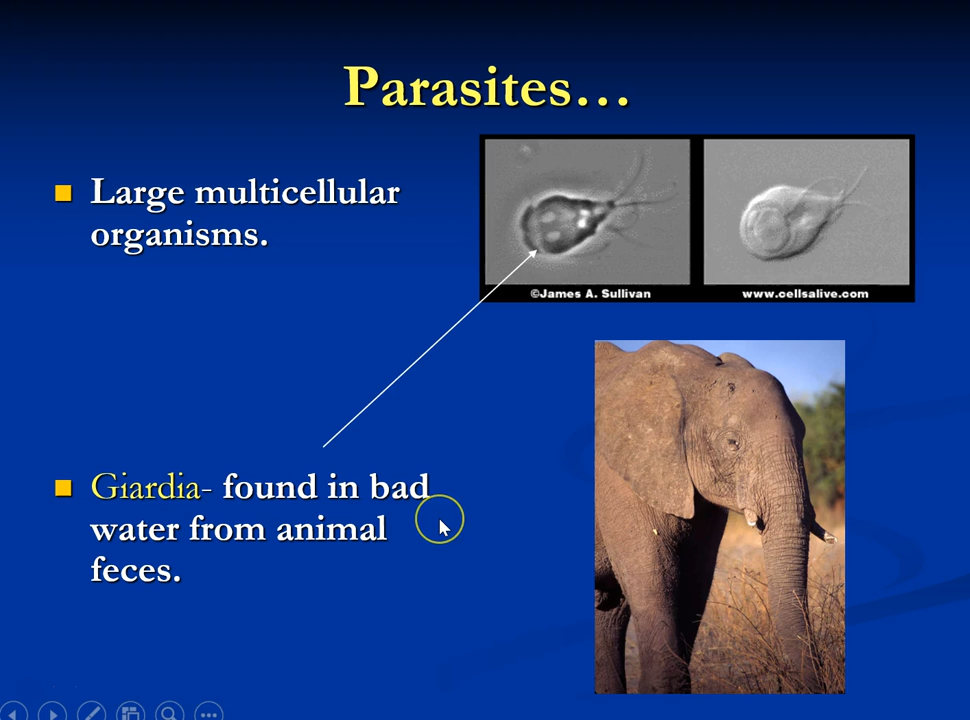 Parasites…
Large multicellular
organisms.
©James A. Sullivan
www.cellsalive.com
Giardia- found in bad
water from animal
feces.